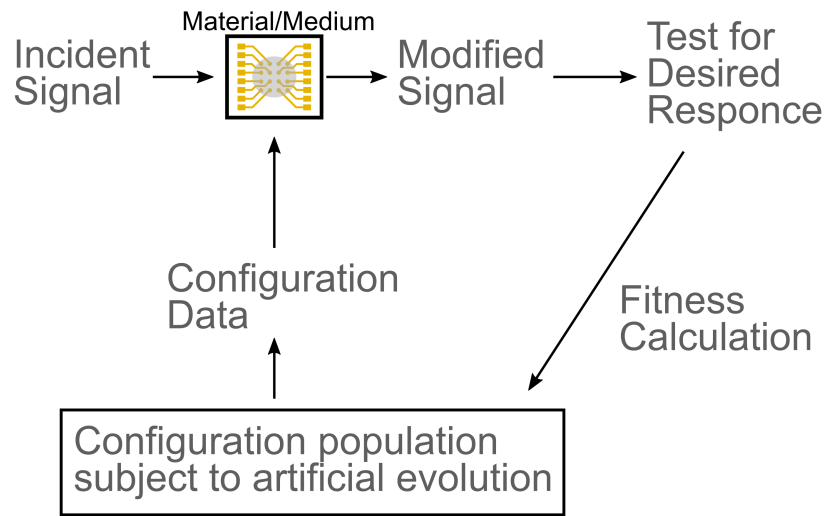 Material/Medium
Incident
Signal
Modified
Signal
Test for
Desired
Responce
Configuration
Data
Fitness
Calculation
Configuration population
subject to artificial evolution